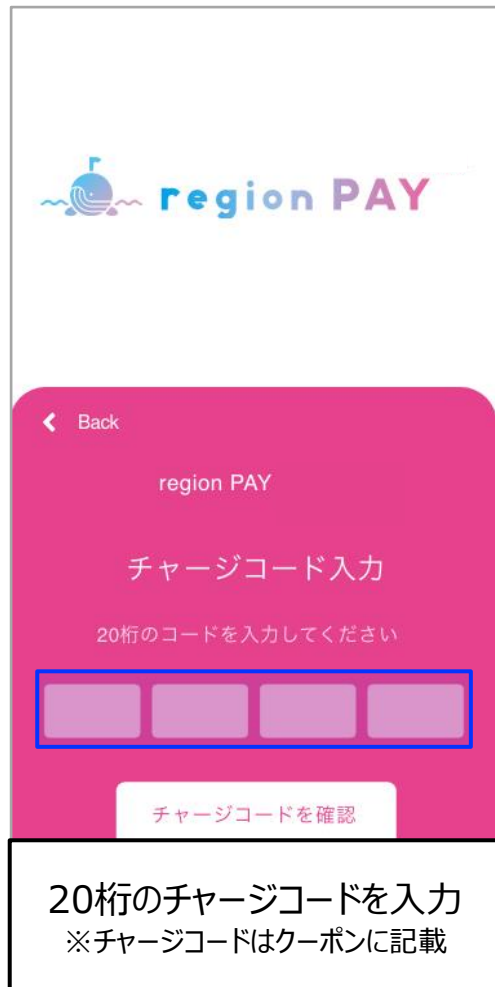 region PAY
Back
region PAY
チャージコード入力
20桁のコードを入力してください
チャージコードを確認
20桁のチャージコードを入力
※チャージコードはクーポンに記載